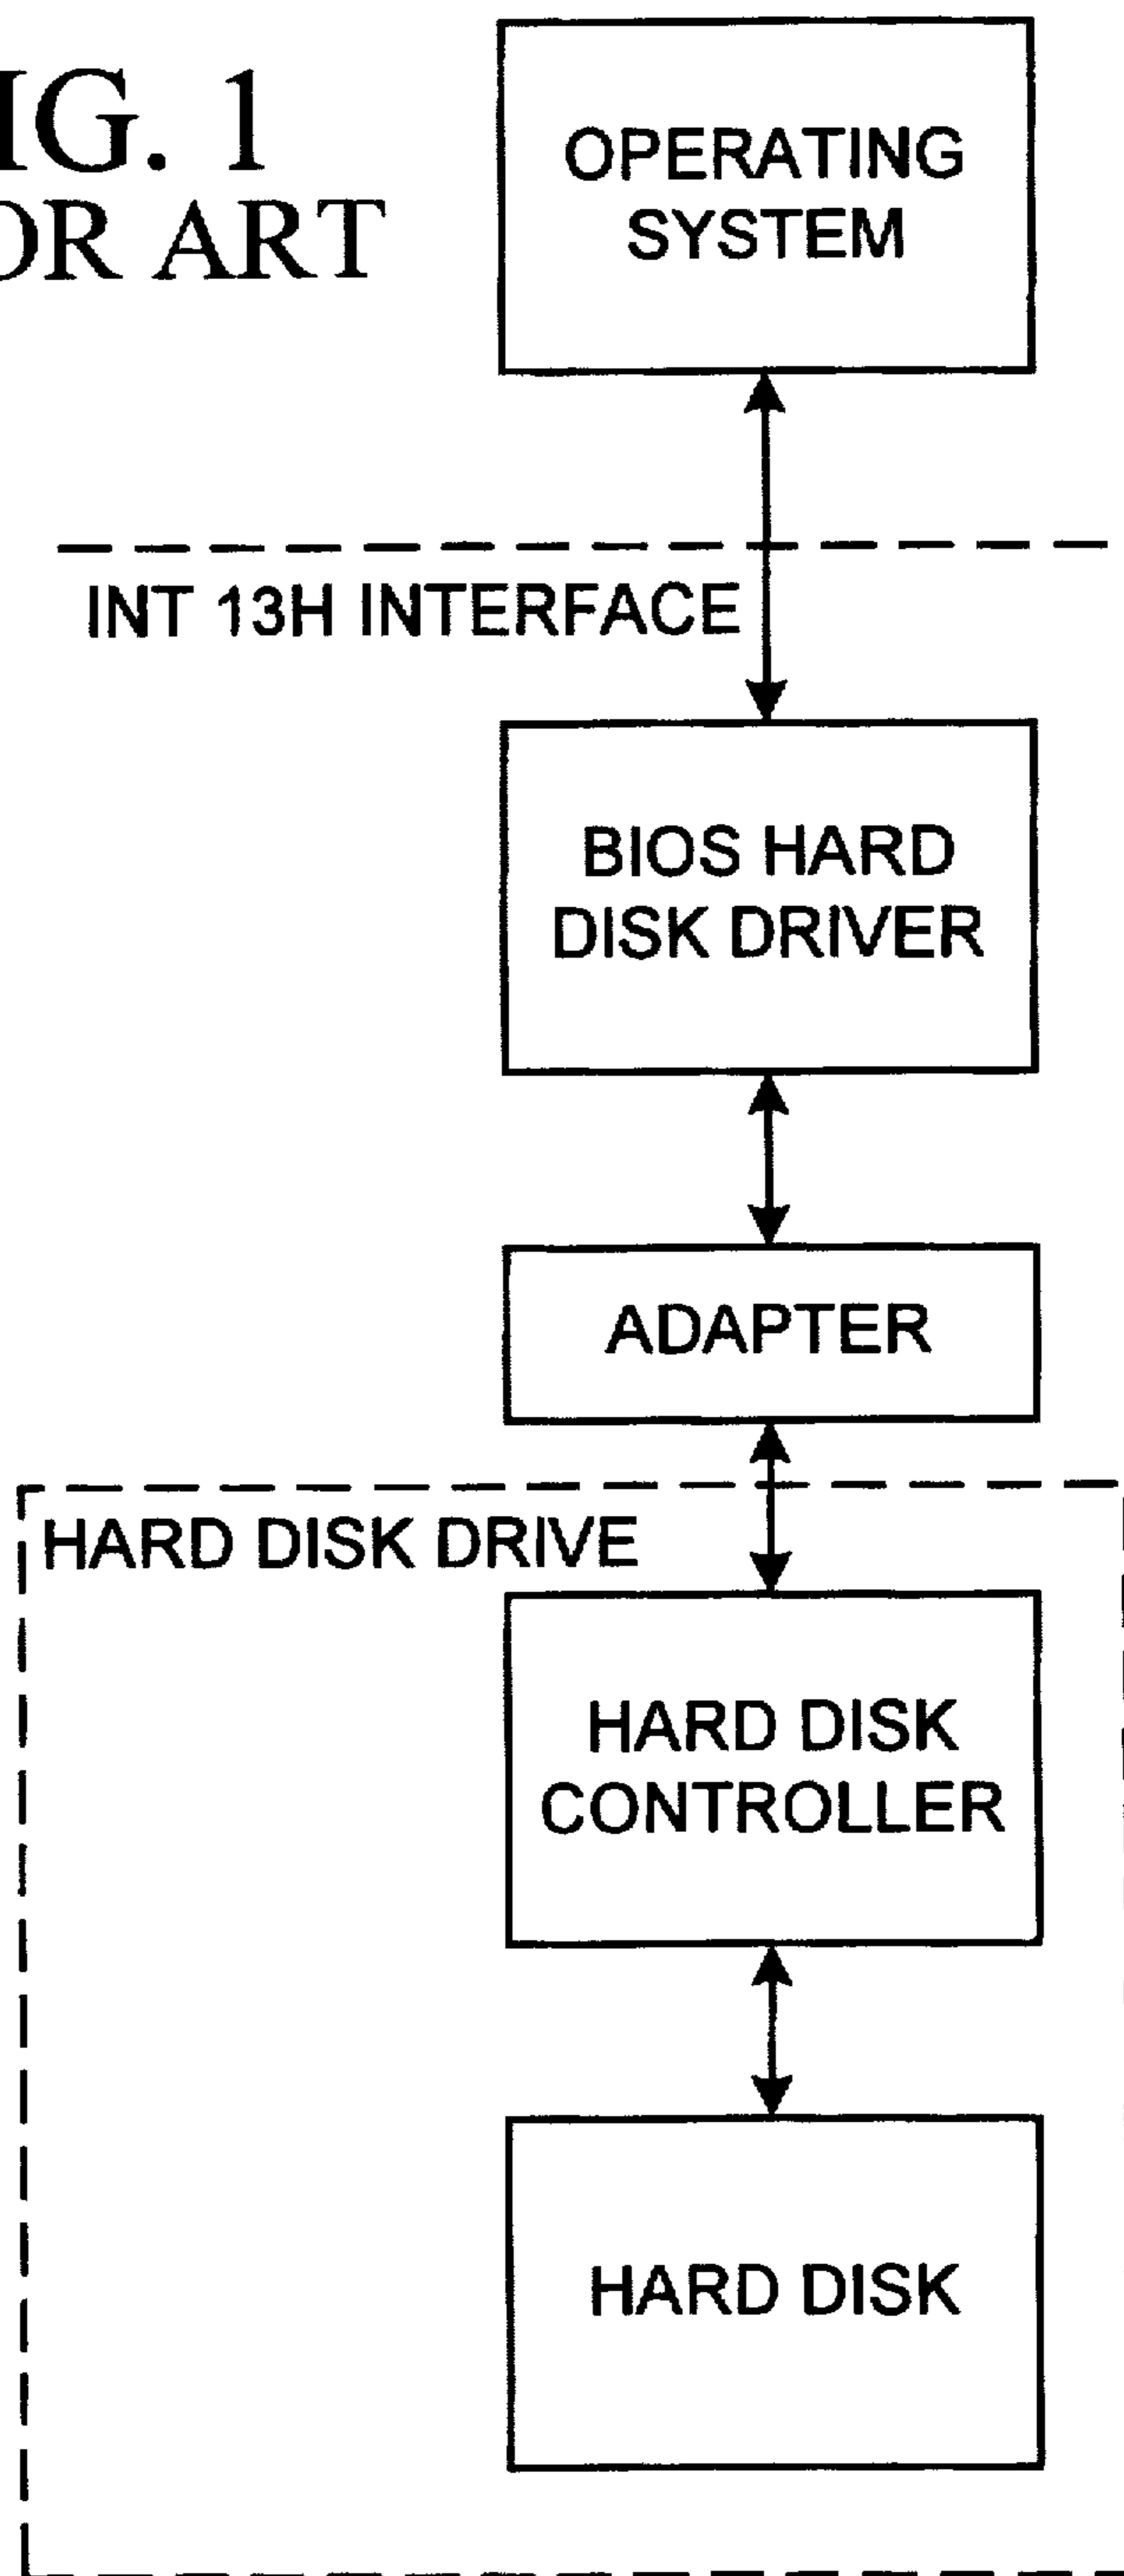 IG. 1
OR ART
OPERATING
SYSTEM
INT 13H INTERFACE
BIOS HARD
DISK DRIVER
ADAPTER
HARD DISK DRIVE
HARD DISK
CONTROLLER
HARD DISK